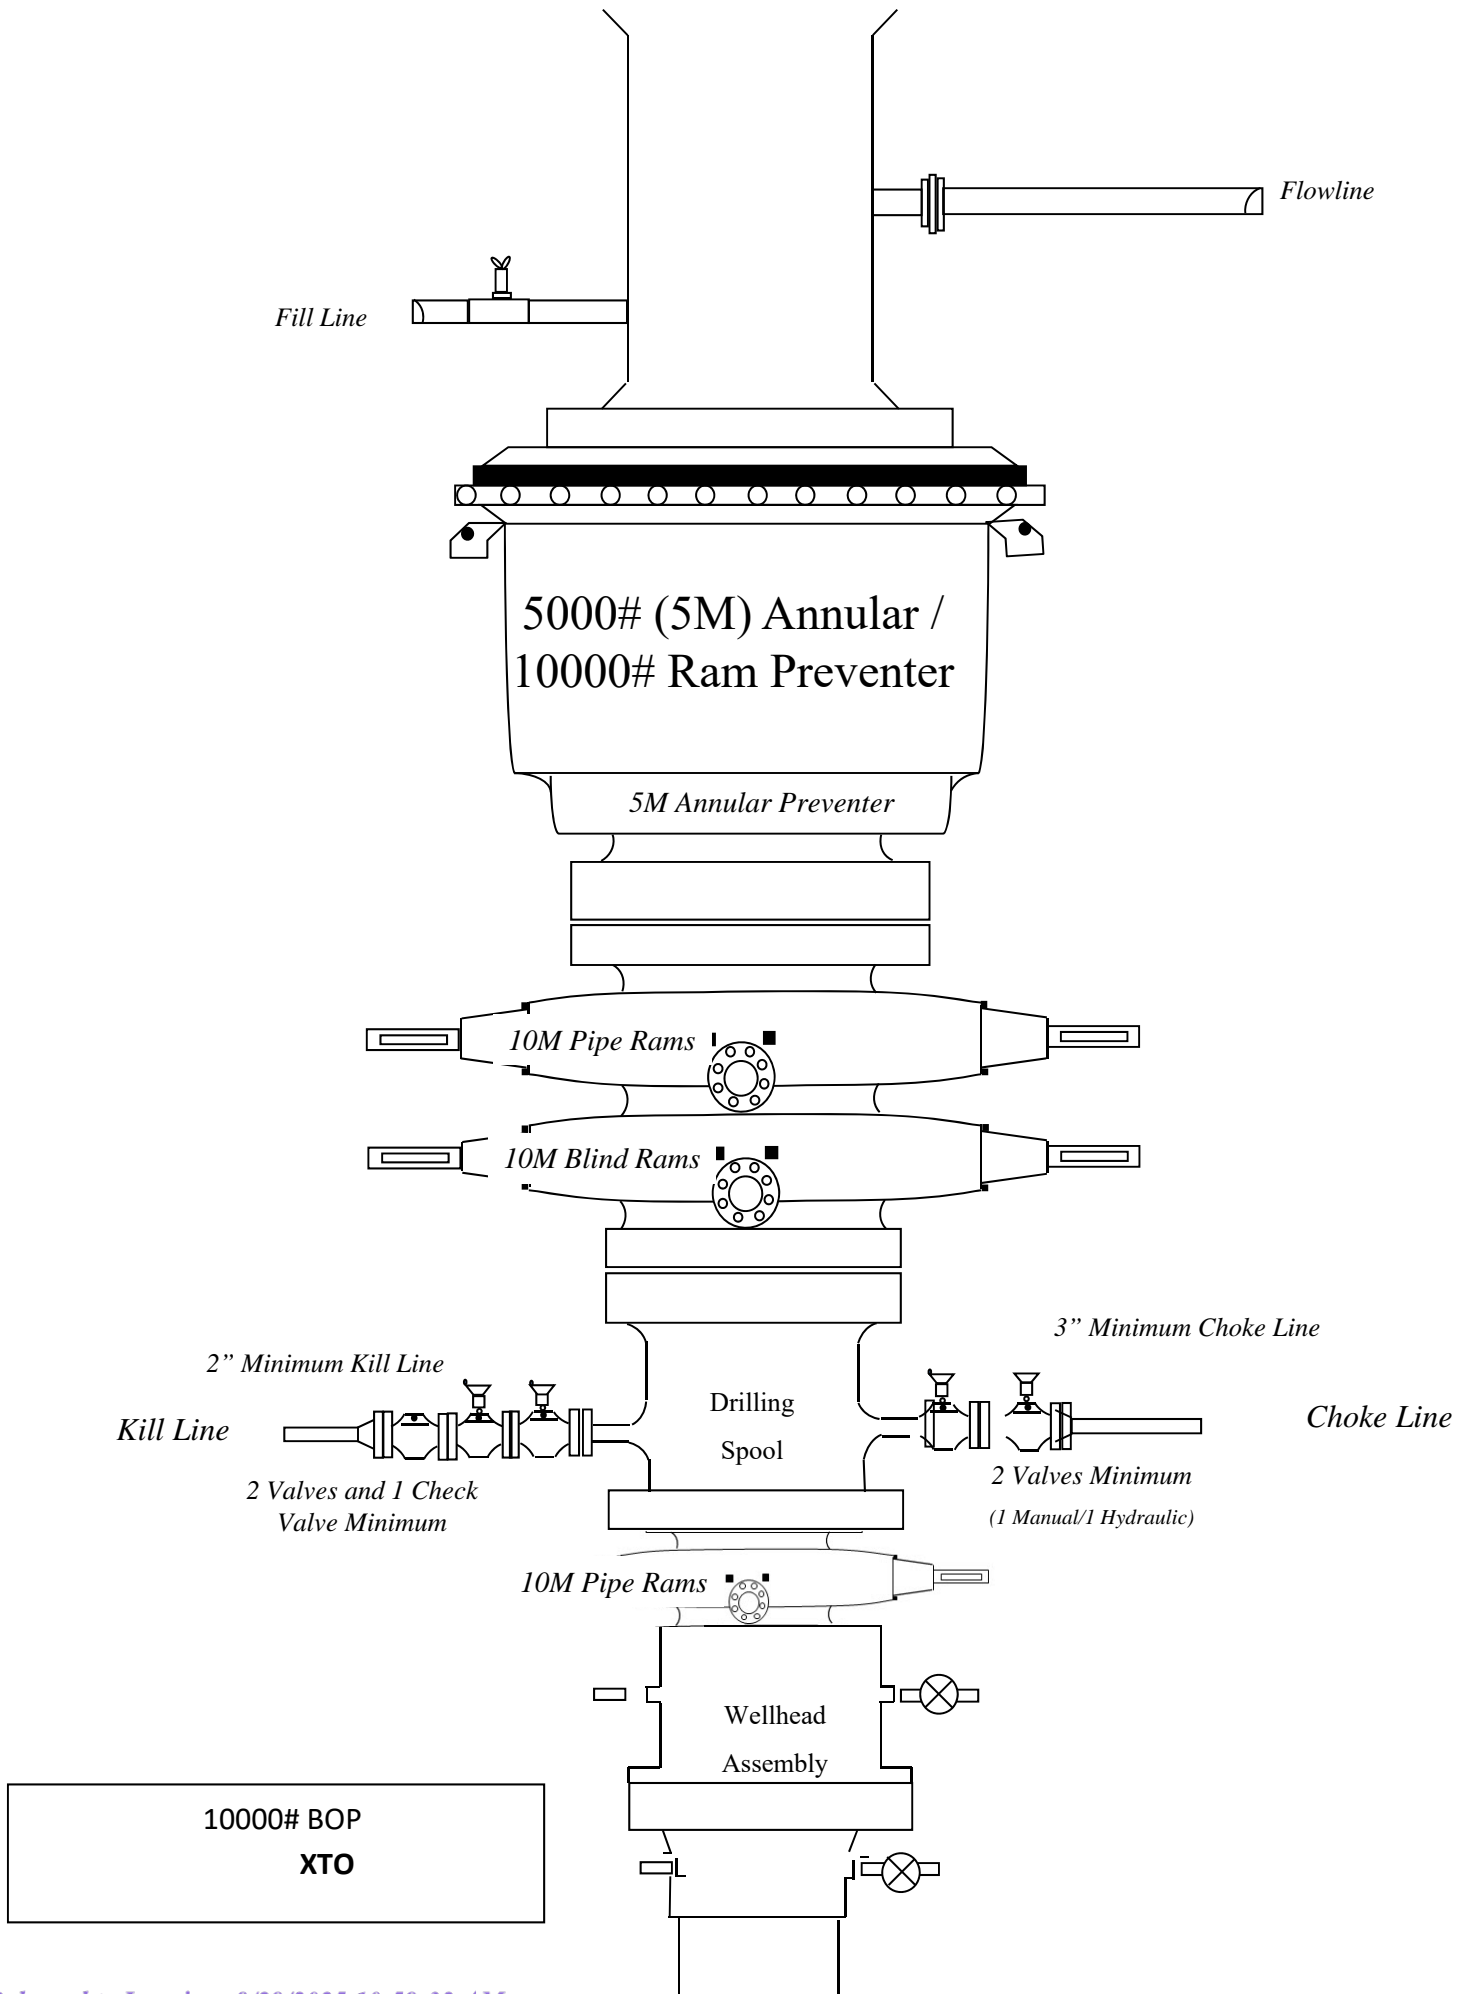 Flowline
Fill Line
5000# (5M) Annular /
10000# Ram Preventer
5M Annular Preventer
10M Pipe Rams
10M Blind Rams
3” Minimum Choke Line
2” Minimum Kill Line
Drilling
Spool
Kill Line
Choke Line
2 Valves and 1 Check
Valve Minimum
2 Valves Minimum
(1 Manual/1 Hydraulic)
10M Pipe Rams
Wellhead
Assembly
10000# BOP
XTO